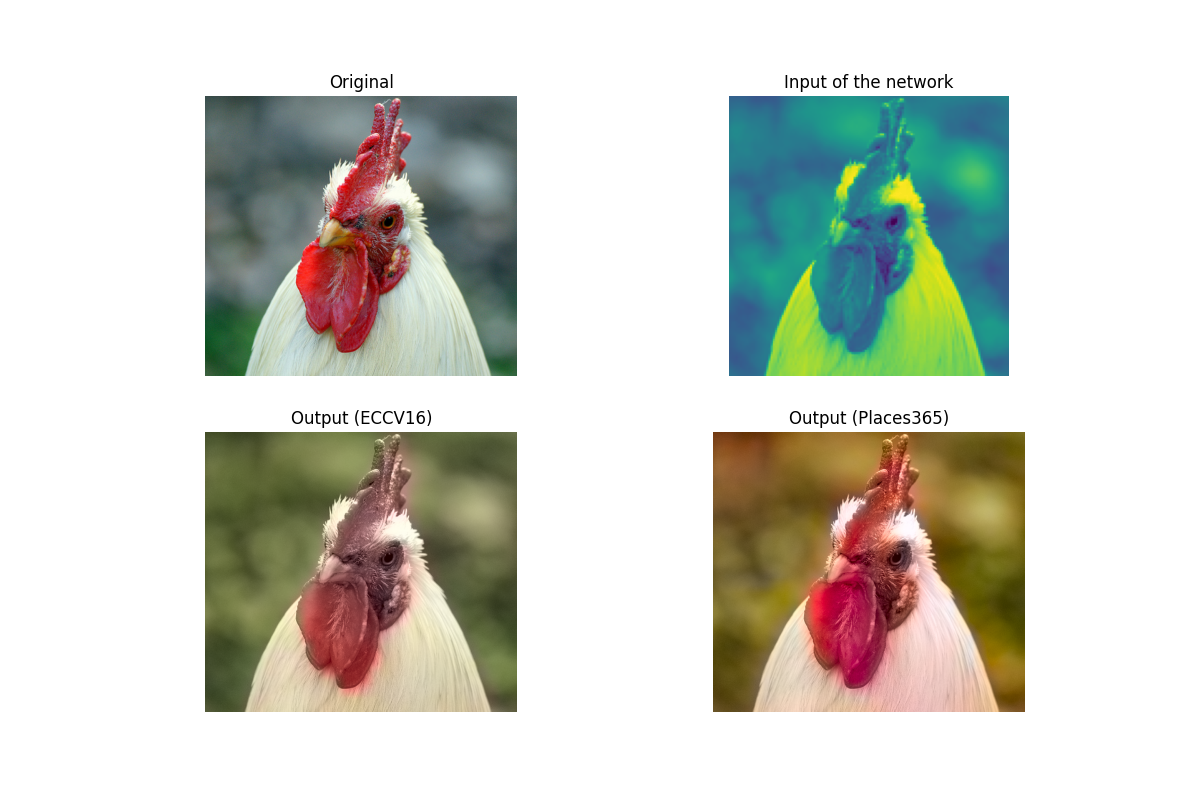 Original
Input of the network
Output (ECCV16)
Output (Places365)